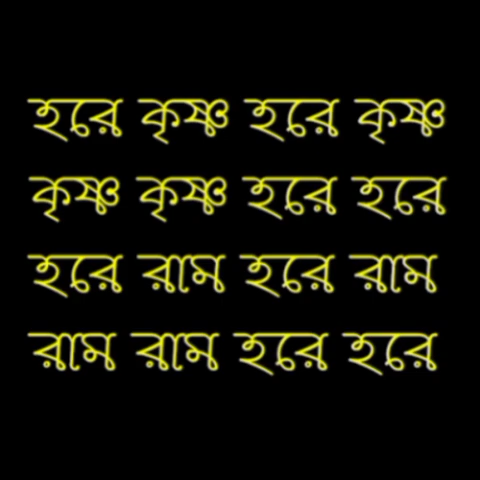 হরে কৃষ্ণ হরে কৃষ্ণ
কৃষ্ণ কৃষ্ণ হরে হরে
হরে রাম হরে রাম
রাম রাম হরে হরে